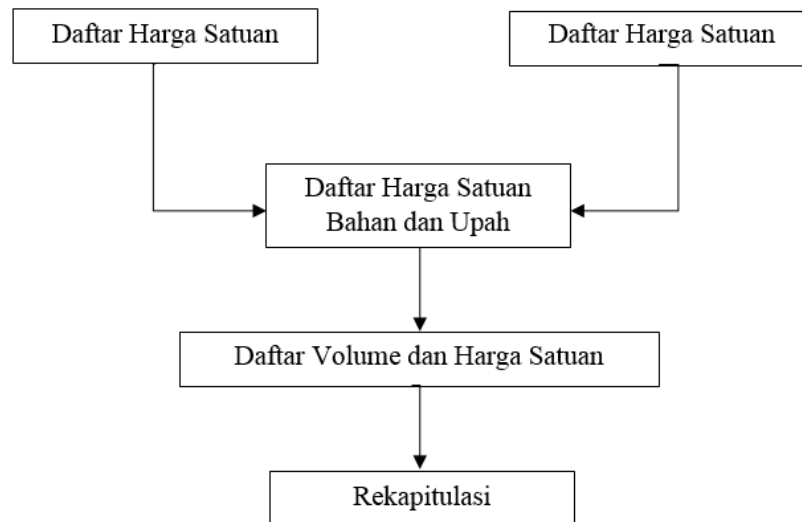 Daftar Harga Satuan
Daftar Harga Satuan
Daftar Harga Satuan
Bahan dan Upah
Daftar Volume dan Harga Satuan
Rekapitulasi